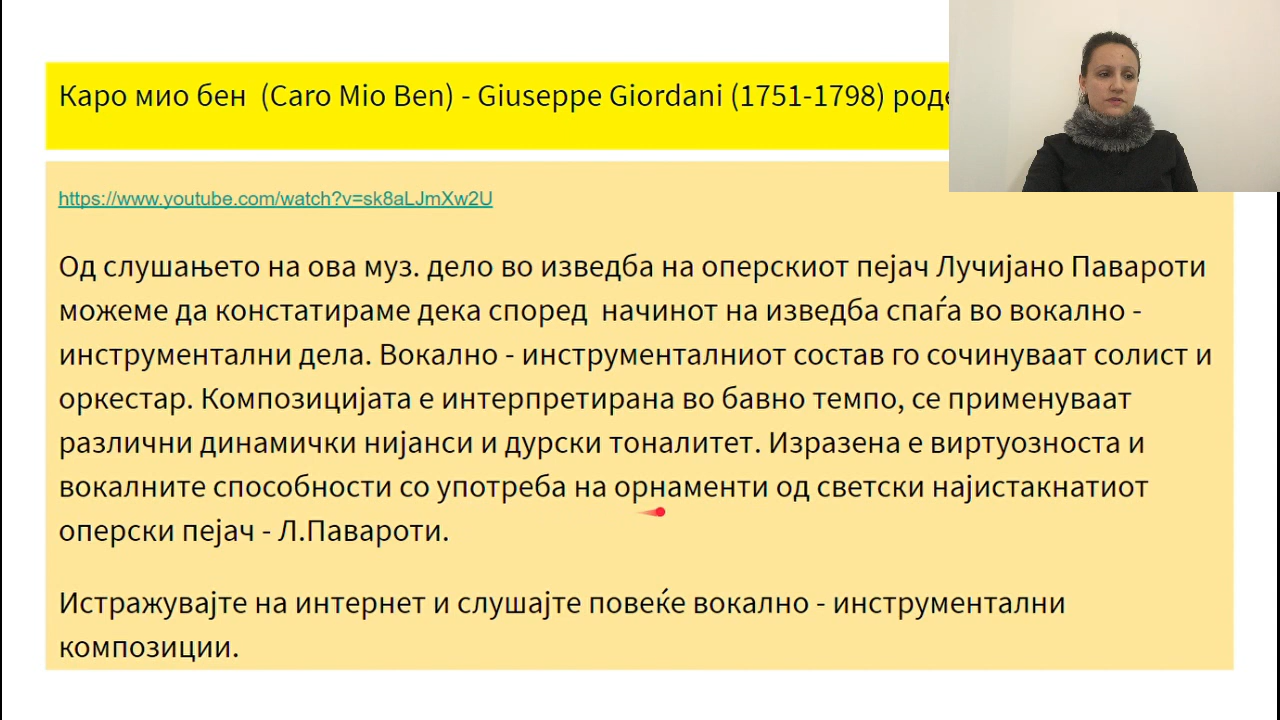 Каро мио бен (Caro Mio Ben) - Giuseppe Giordani (1751-1798)
https://www.youtube.com/watch?v=sk8aLJmXw2U
Од слушањето на ова муз. дело во изведба на оперскиот пејач Лучијано Павароти
можеме да констатираме дека според начинот на изведба спаѓа во вокално -
инструментални дела. Вокално - инструменталниот состав го сочинуваат солист и
оркестар. Композицијата е интерпретирана во бавно темпо, се применуваат
различни динамички нијанси и дурски тоналитет. Изразена е виртуозноста и
вокалните способности со употреба на орнаменти од светски најистакнатиот
оперски пејач - Л.Павароти.
Истражувајте на интернет и слушајте повеќе вокално - инструментални
композиции.